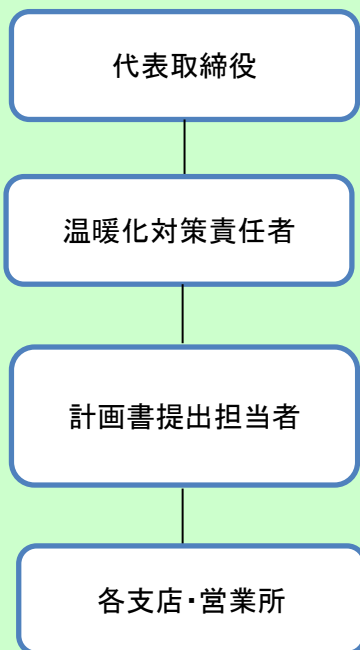 代表取締役
温暖化対策責任者
計画書提出担当者
各支店・営業所